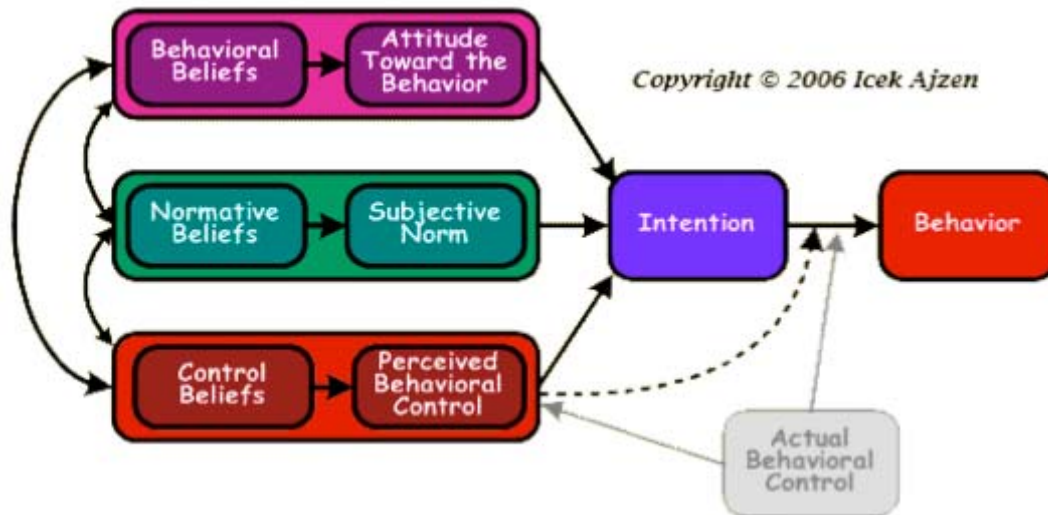 Behavioral
Beliefs
Attitude
Toward the
Behavior
Copyright © 2006 Icek Ajzen
Normative
Beliefs
Subjective
Norm
Intention
Behavior
Control
Beliefs
Perceived
Behavioral
Control
Actual
Behavioral
Control